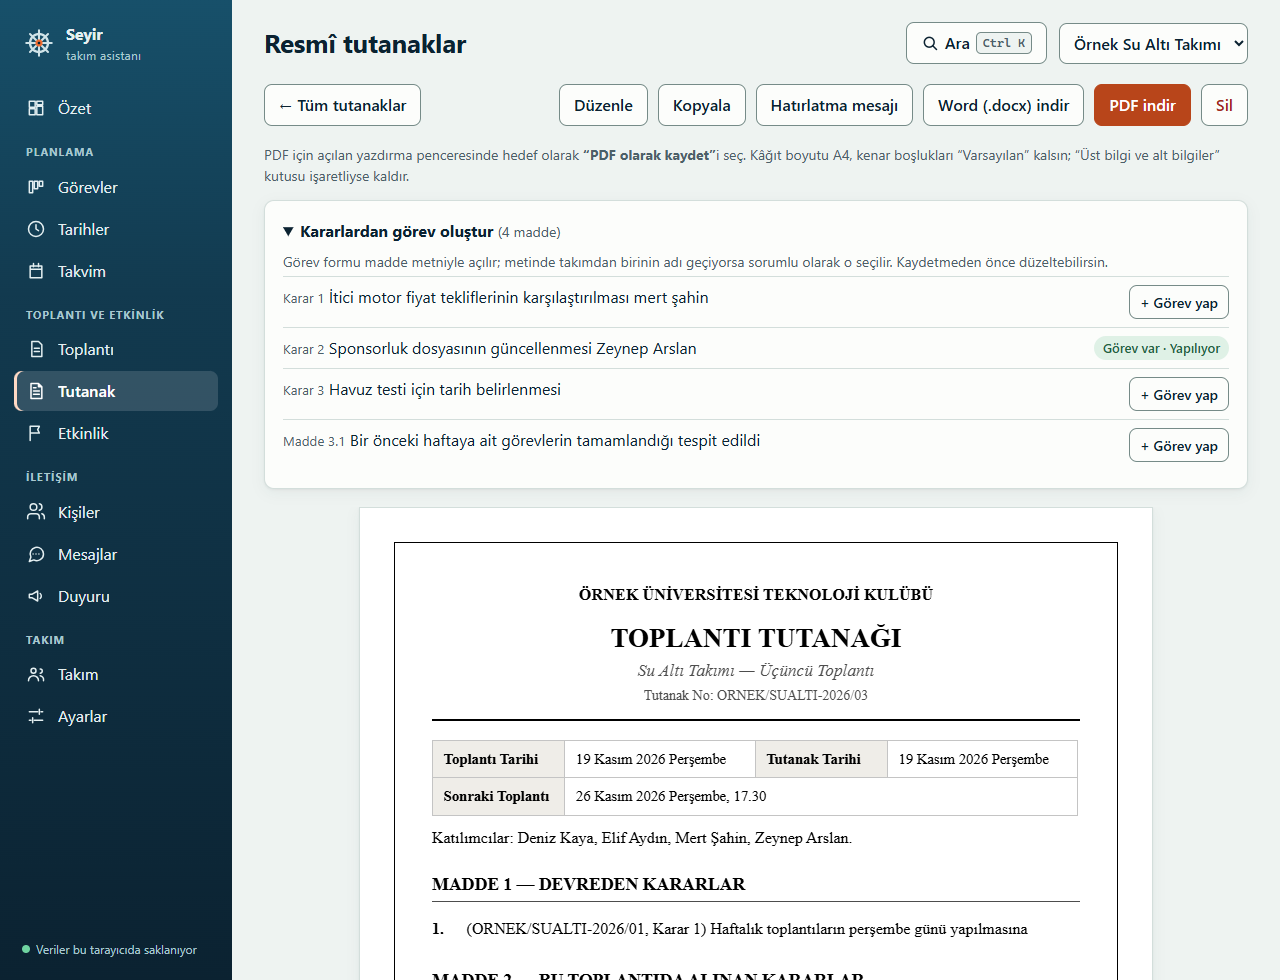 Seyir
takım asistanı
Özet
PLANLAMA
Görevler
Tarihler
Takvim
TOPLANTI VE ETKİNLİK
Toplantı
Tutanak
Etkinlik
İLETİŞİM
Kişiler
Mesajlar
Duyuru
TAKIM
Takım
Ayarlar
Veriler bu tarayıcıda saklanıyor
Resmî tutanaklar
Ara Ctrl K
Örnek Su Altı Takımı
← Tüm tutanaklar
Düzenle
Kopyala
Hatırlatma mesajı
Word (.docx) indir
PDF indir
Sil
PDF için açılan yazdırma penceresinde hedef olarak “PDF olarak kaydet”i seç. Kâğıt boyutu A4, kenar boşlukları “Varsayılan” kalsın; “Üst bilgi ve alt bilgiler”
kutusu işaretliyse kaldır.
▼ Kararlardan görev oluştur (4 madde)
Görev formu madde metniyle açılır; metinde takımdan birinin adı geçiyorsa sorumlu olarak o seçilir. Kaydetmeden önce düzeltebilirsin.
Karar 1 İtici motor fiyat tekliflerinin karşılaştırılması mert şahin
+ Görev yap
Karar 2 Sponsorluk dosyasının güncellenmesi Zeynep Arslan
Görev var · Yapılıyor
Karar 3 Havuz testi için tarih belirlenmesi
+ Görev yap
Madde 3.1 Bir önceki haftaya ait görevlerin tamamlandığı tespit edildi
+ Görev yap
ÖRNEK ÜNİVERSİTESİ TEKNOLOJİ KULÜBÜ
TOPLANTI TUTANAĞI
Su Altı Takımı — Üçüncü Toplantı
Tutanak No: ORNEK/SUALTI-2026/03
Toplantı Tarihi 19 Kasım 2026 Perşembe Tutanak Tarihi 19 Kasım 2026 Perşembe
Sonraki Toplantı 26 Kasım 2026 Perşembe, 17.30
Katılımcılar: Deniz Kaya, Elif Aydın, Mert Şahin, Zeynep Arslan.
MADDE 1 — DEVREDEN KARARLAR
1. (ORNEK/SUALTI-2026/01, Karar 1) Haftalık toplantıların perşembe günü yapılmasına
MADDE 2 — BU TOPLANTIDA ALINAN KARARLAR